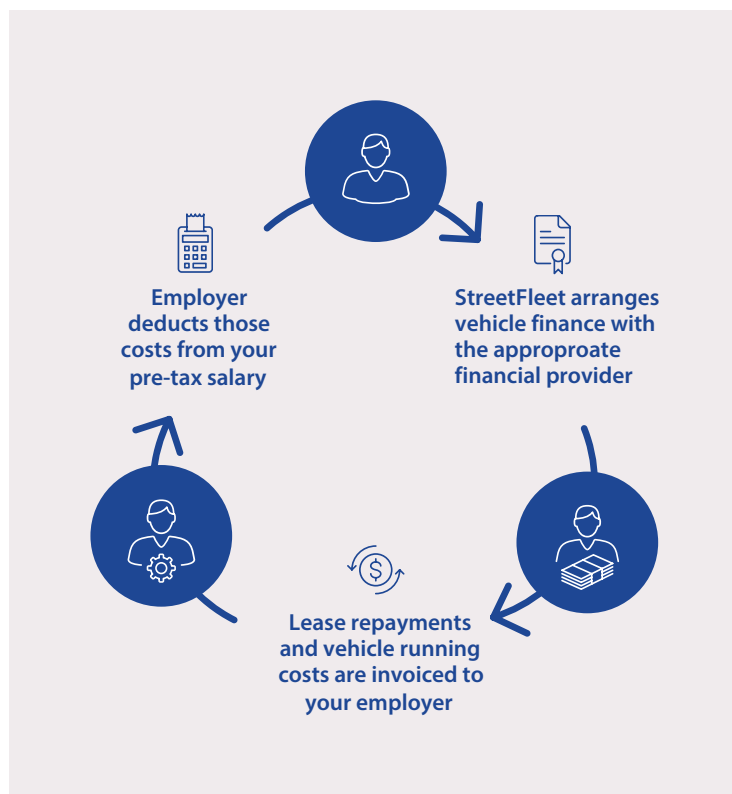 Employer
deducts those
costs from your
pre-tax salary
StreetFleet arranges
vehicle finance with
the approproate
financial provider
Lease repayments
and vehicle running
costs are invoiced to
your employer